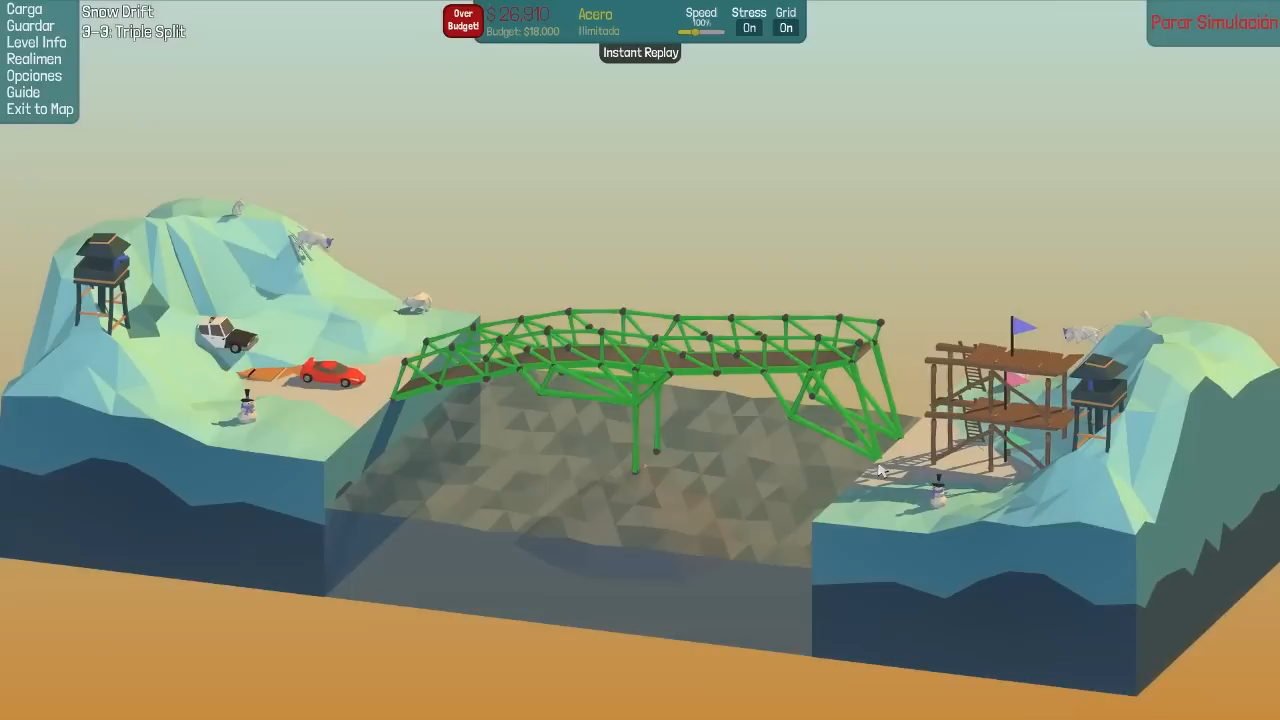 Carga
Guardar
Level Info
Realimen
Opciones
Guide
Exit to Map
Snow Drift
3-3: Triple Split
Over Budget!
$ 26,910
Budget: $18.000
Acero
Ilimitada
Speed
100%
Stress
On
Grid
On
Instant Replay
Parar Simulación